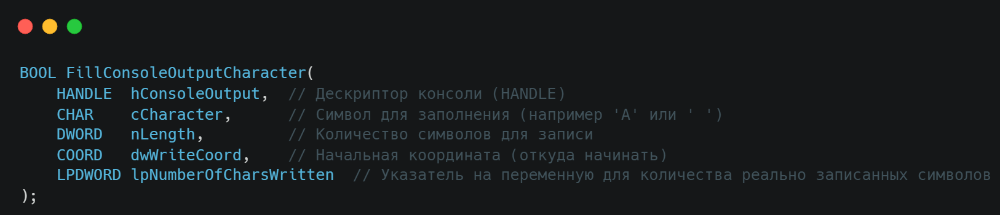 BOOL FillConsoleOutputCharacter(
    HANDLE  hConsoleOutput,  // Дескриптор консоли (HANDLE)
    CHAR    cCharacter,      // Символ для заполнения (например 'A' или ' ')
    DWORD   nLength,         // Количество символов для записи
    COORD   dwWriteCoord,    // Начальная координата (откуда начинать)
    LPDWORD lpNumberOfCharsWritten  // Указатель на переменную для количества реально записанных символов
);